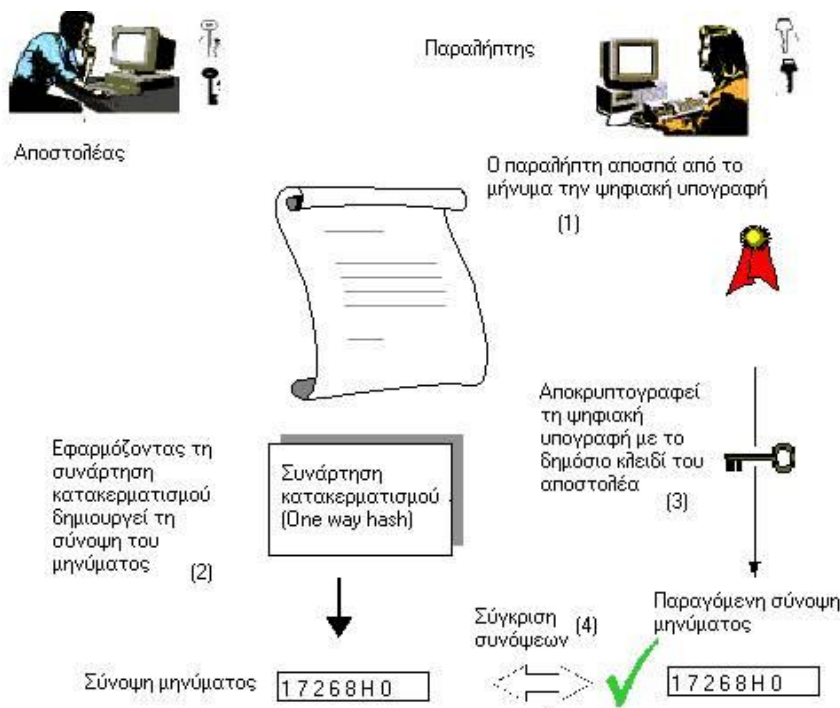 Παραλήπτης
Αποστολέας
Ο παραλήπτη αποσπά από το
μήνυμα την ψηφιακή υπογραφή
(1)
Αποκρυπτογραφεί
τη ψηφιακή
υπογραφή με το
δημόσιο κλειδί του
αποστολέα
(3)
Εφαρμόζοντας τη
συνάρτηση
κατακερματισμού
δημιουργεί τη
σύνοψη του
μηνύματος (2)
Συνάρτηση
κατακερματισμού
(One way hash)
Σύγκριση
συνόψεων (4)
Παραγόμενη σύνοψη
μηνύματος
Σύνοψη μηνύματος
17268H0
17268H0